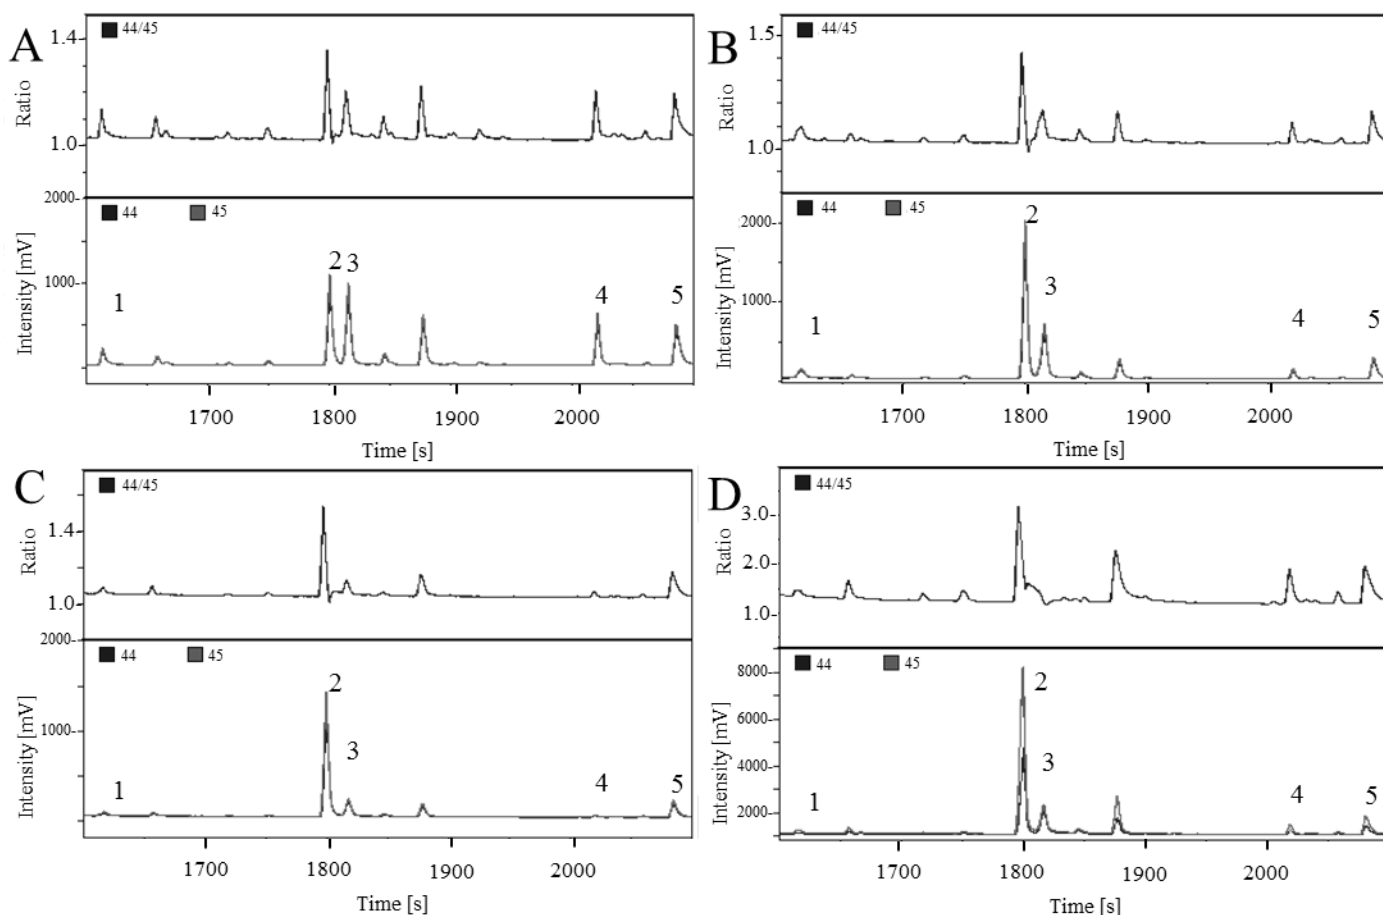 A
44/45
1.4
Ratio
1.0
2000
44 45
Intensity [mV]
1000
1 2 3 4 5
1700 1800 1900 2000
Time [s]
B
44/45
1.5
Ratio
1.0
44 45
2000
Intensity [mV]
1000
1 2 3 4 5
1700 1800 1900 2000
Time [s]
C
44/45
1.4
Ratio
1.0
2000
44 45
Intensity [mV]
1000
1 2 3 4 5
1700 1800 1900 2000
Time [s]
D
44/45
3.0
Ratio
2.0
1.0
44 45
8000
6000
Intensity [mV]
4000
2000
1 2 3 4 5
1700 1800 1900 2000
Time [s]